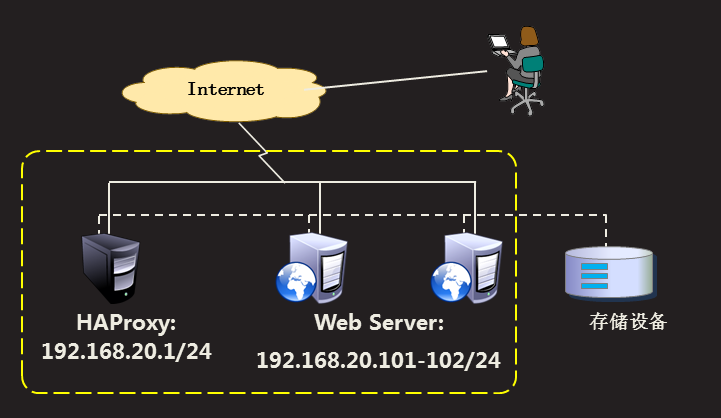 Internet
HAProxy:
192.168.20.1/24
Web Server:
192.168.20.101-102/24
存储设备